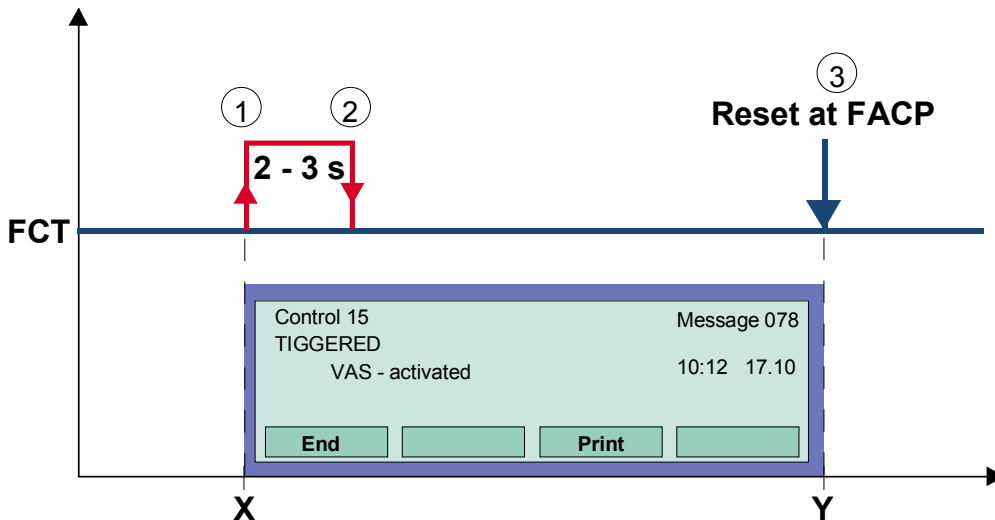 1
2
3
Reset at FACP
2 - 3 s
FCT
Control 15
Message 078
TIGGERED
VAS - activated
10:12 17.10
End
Print
X
Y